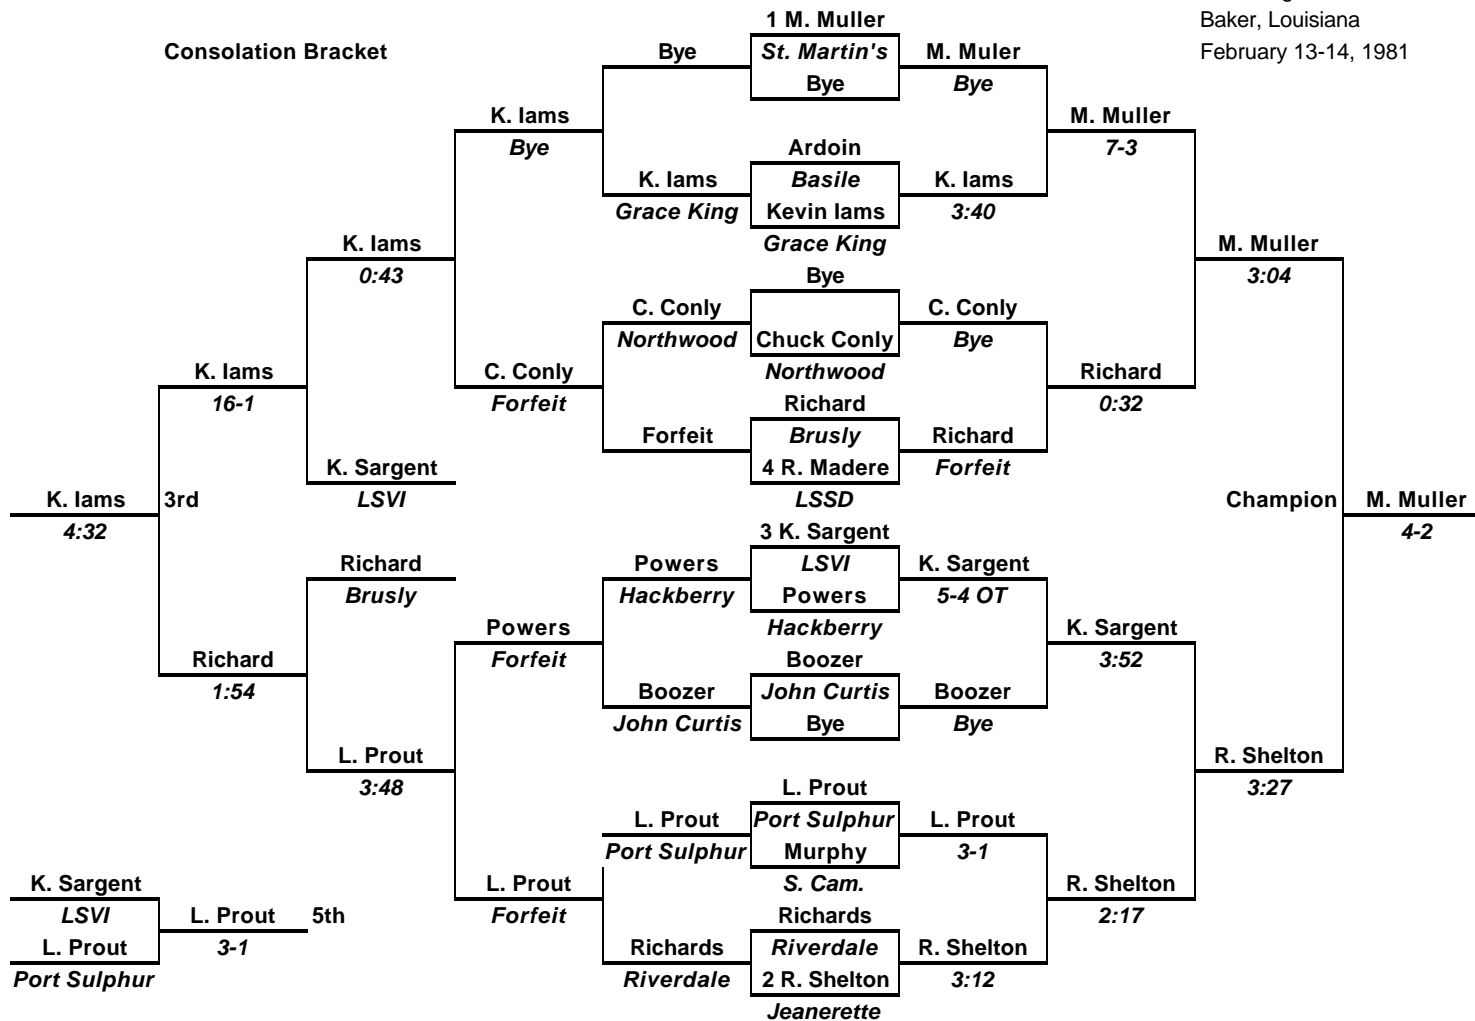 Baker, Louisiana
February 13-14, 1981
Consolation Bracket
1 M. Muller
Bye
St. Martin's
M. Muler
Bye
Bye
K. Iams
M. Muller
Bye
7-3
Ardoin
K. Iams
Basile
K. Iams
Grace King
Kevin Iams
3:40
Grace King
K. Iams
M. Muller
0:43
3:04
Bye
C. Conly
C. Conly
Northwood
Chuck Conly
Bye
Northwood
K. Iams
C. Conly
Richard
16-1
Forfeit
0:32
Richard
Forfeit
Brusly
Richard
4 R. Madere
Forfeit
LSSD
K. Sargent
LSVI
K. Iams
3rd
Champion
M. Muller
4:32
4-2
3 K. Sargent
Richard
Powers
LSVI
K. Sargent
Brusly
Hackberry
Powers
5-4 OT
Hackberry
Powers
K. Sargent
Forfeit
3:52
Richard
Boozer
1:54
Boozer
John Curtis
Boozer
John Curtis
Bye
Bye
L. Prout
R. Shelton
3:48
3:27
L. Prout
L. Prout
Port Sulphur
L. Prout
Port Sulphur
Murphy
3-1
S. Cam.
K. Sargent
L. Prout
R. Shelton
LSVI
Forfeit
2:17
L. Prout
5th
Richards
L. Prout
3-1
Richards
Riverdale
R. Shelton
Port Sulphur
Riverdale
2 R. Shelton
3:12
Jeanerette